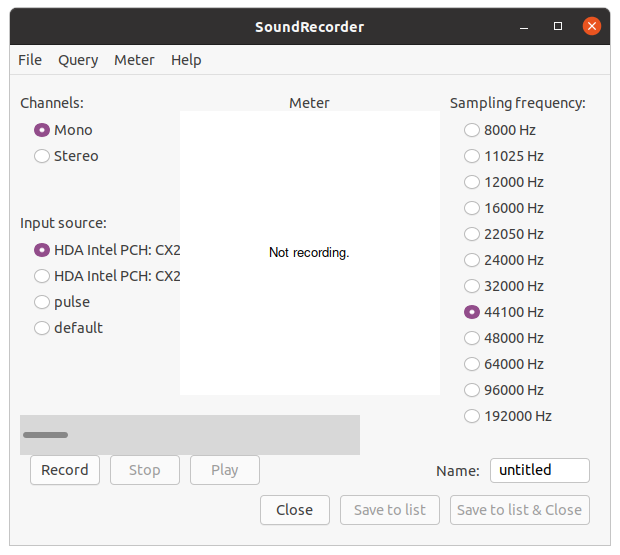 SoundRecorder
File Query Meter Help
Channels:
Mono
Stereo
Input source:
HDA Intel PCH: CX2
HDA Intel PCH: CX2
pulse
default
Meter
Not recording.
Sampling frequency:
8000 Hz
11025 Hz
12000 Hz
16000 Hz
22050 Hz
24000 Hz
32000 Hz
44100 Hz
48000 Hz
64000 Hz
96000 Hz
192000 Hz
Record Stop Play
Name: untitled
Close Save to list Save to list & Close